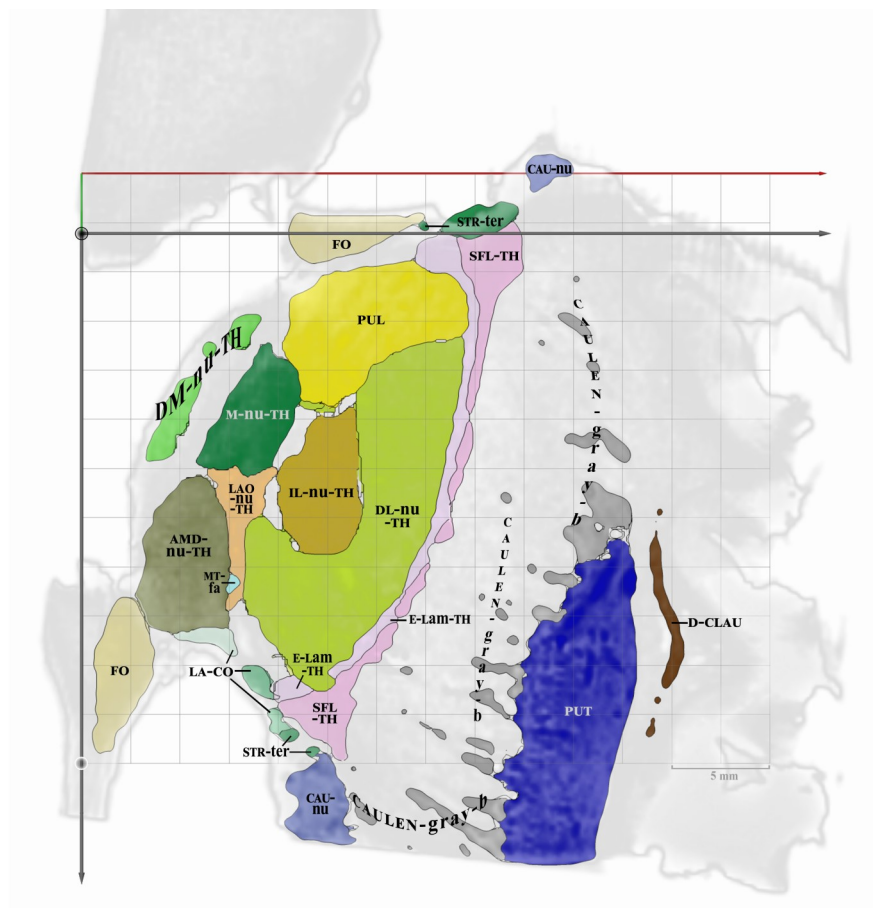 CAU-nu
STR-ter
FO
SFL-TH
PUL
CAULEN-gray-b
DM-nu-TH
M-nu-TH
LAO
-nu
-TH
IL-nu-TH
DL-nu
-TH
CAULEN-gray-b
AMD-
nu-TH
MT-
fa
E-Lam-TH
D-CLAU
E-Lam
-TH
FO
LA-CO
SFL
-TH
PUT
STR-ter
5 mm
CAU-
nu
CAULEN-gray-b